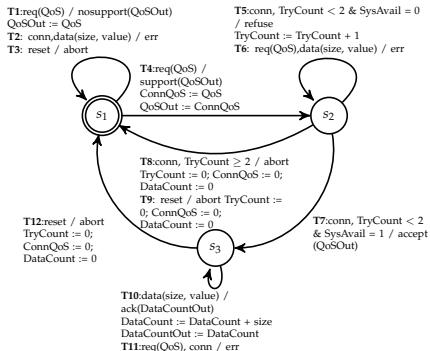 T1:req(QoS) / nosupport(QoSOut)
QoSOut := QoS
T2: conn,data(size, value) / err
T3: reset / abort
T5:conn, TryCount < 2 & SysAvail = 0
/ refuse
TryCount := TryCount + 1
T6: req(QoS),data(size, value) / err
T4:req(QoS) /
support(QoSOut)
ConnQoS := QoS
QoSOut := ConnQoS
s1
s2
T8:conn, TryCount ≥ 2 / abort
TryCount := 0; ConnQoS := 0;
DataCount := 0
T9: reset / abort TryCount :=
0; ConnQoS := 0;
DataCount := 0
T12:reset / abort
TryCount := 0;
ConnQoS := 0;
DataCount := 0
T7:conn, TryCount < 2
& SysAvail = 1 / accept
(QoSOut)
s3
T10:data(size, value) /
ack(DataCountOut)
DataCount := DataCount + size
DataCountOut := DataCount
T11:req(QoS), conn / err